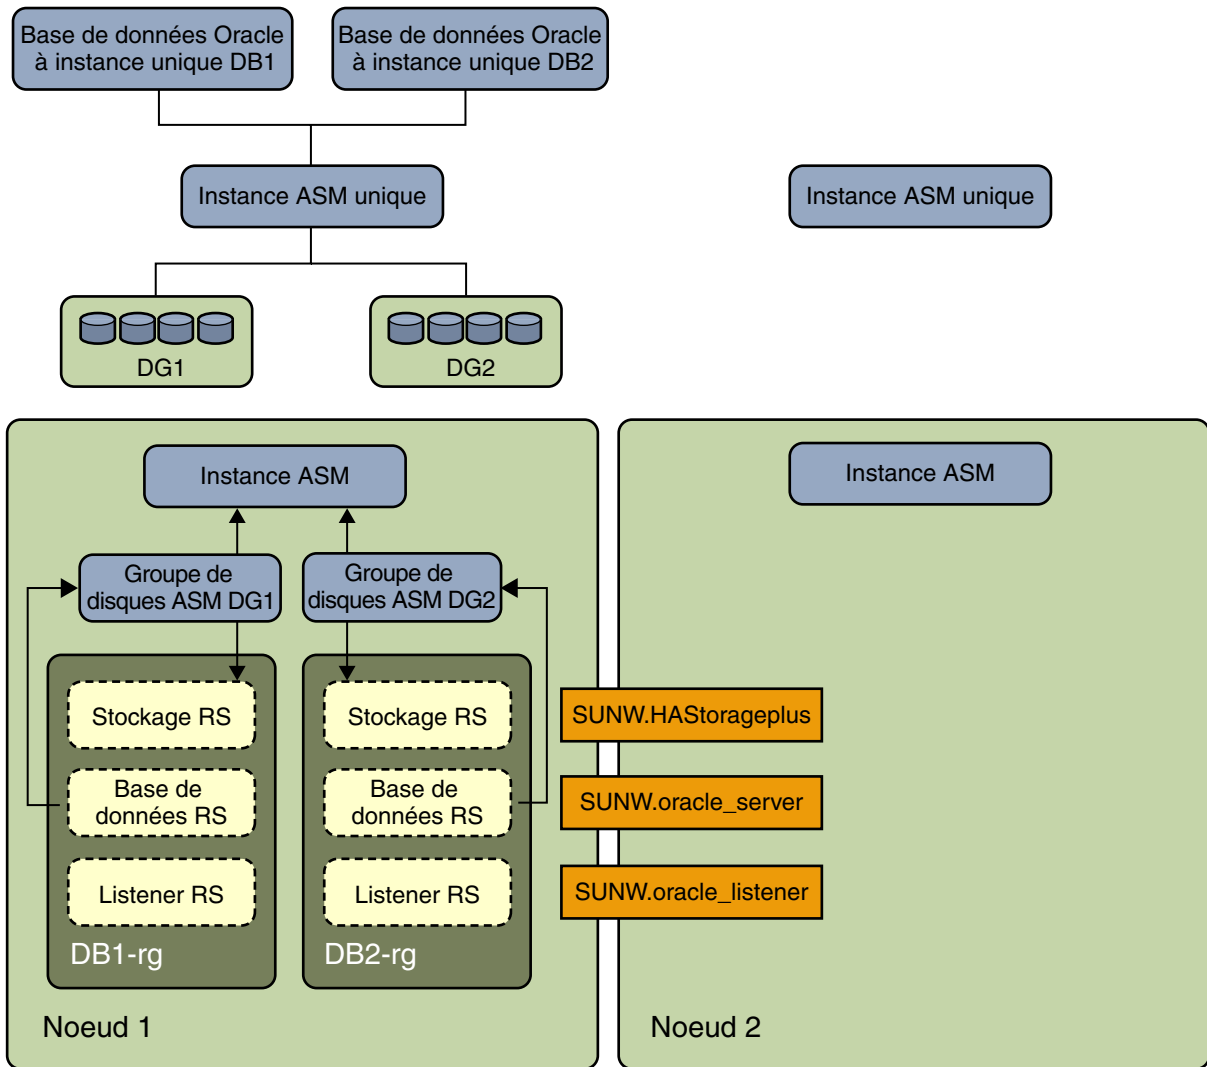 Base de données Oracle
à instance unique DB1
Base de données Oracle
à instance unique DB2
Instance ASM unique
Instance ASM unique
DG1
DG2
Instance ASM
Instance ASM
Groupe de
disques ASM DG1
Groupe de
disques ASM DG2
Stockage RS
Stockage RS
SUNW.HAStorageplus
Base de
données RS
Base de
données RS
SUNW.oracle_server
Listener RS
Listener RS
SUNW.oracle_listener
DB1-rg
DB2-rg
Noeud 1
Noeud 2